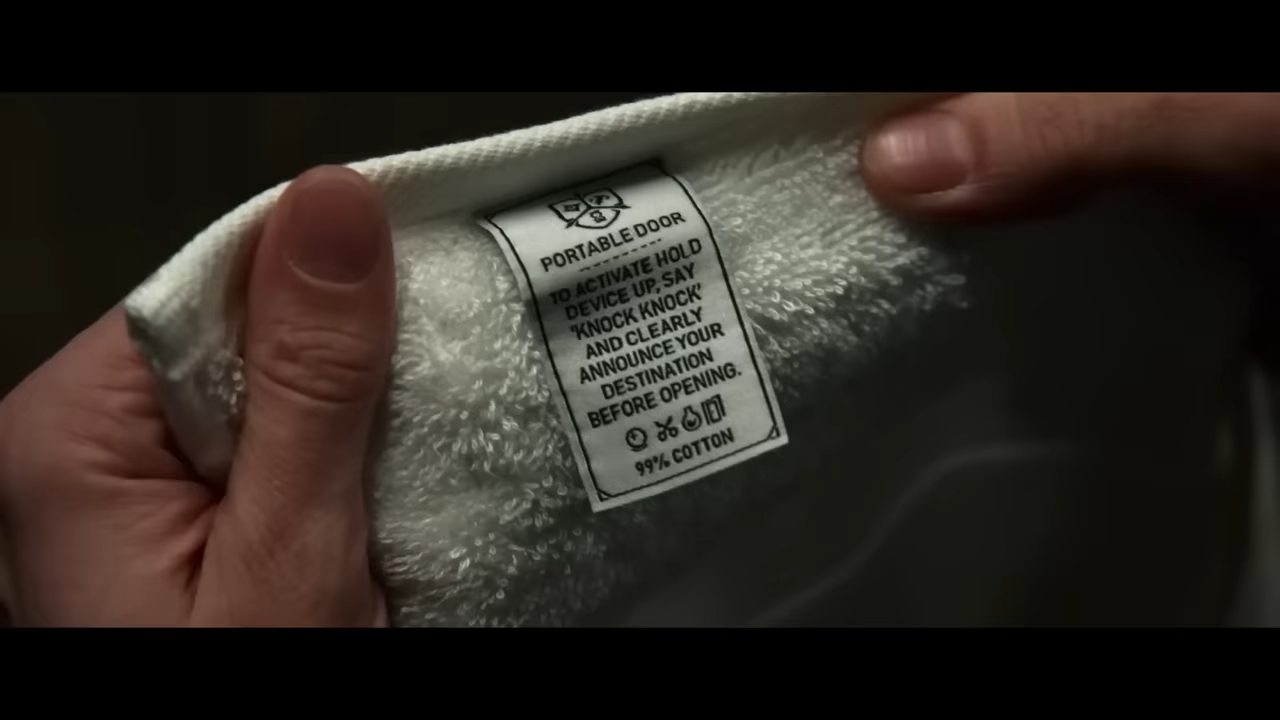 PORTABLE DOOR
TO ACTIVATE HOLD
DEVICE UP, SAY
'KNOCK KNOCK'
AND CLEARLY
ANNOUNCE YOUR
DESTINATION
BEFORE OPENING.
99% COTTON